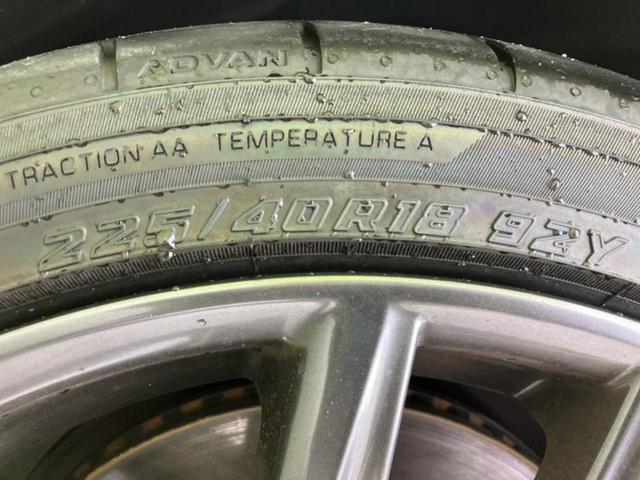 ADVAN
TRACTION AA TEMPERATURE A
225/40R18 92Y